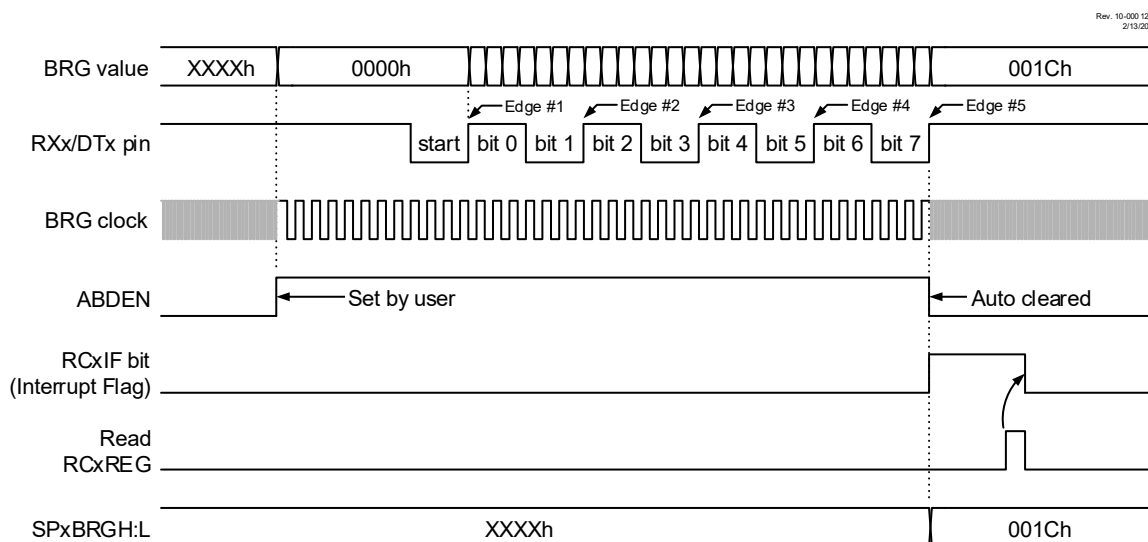 Rev. 10-000 12
2/13/20
BRG value XXXXh 0000h 001Ch
Edge #1 Edge #2 Edge #3 Edge #4 Edge #5
RXx/DTx pin start bit 0 bit 1 bit 2 bit 3 bit 4 bit 5 bit 6 bit 7
BRG clock
ABDEN Set by user Auto cleared
RCxIF bit
(Interrupt Flag)
Read
RCxREG
SPxBRGH:L XXXXh 001Ch